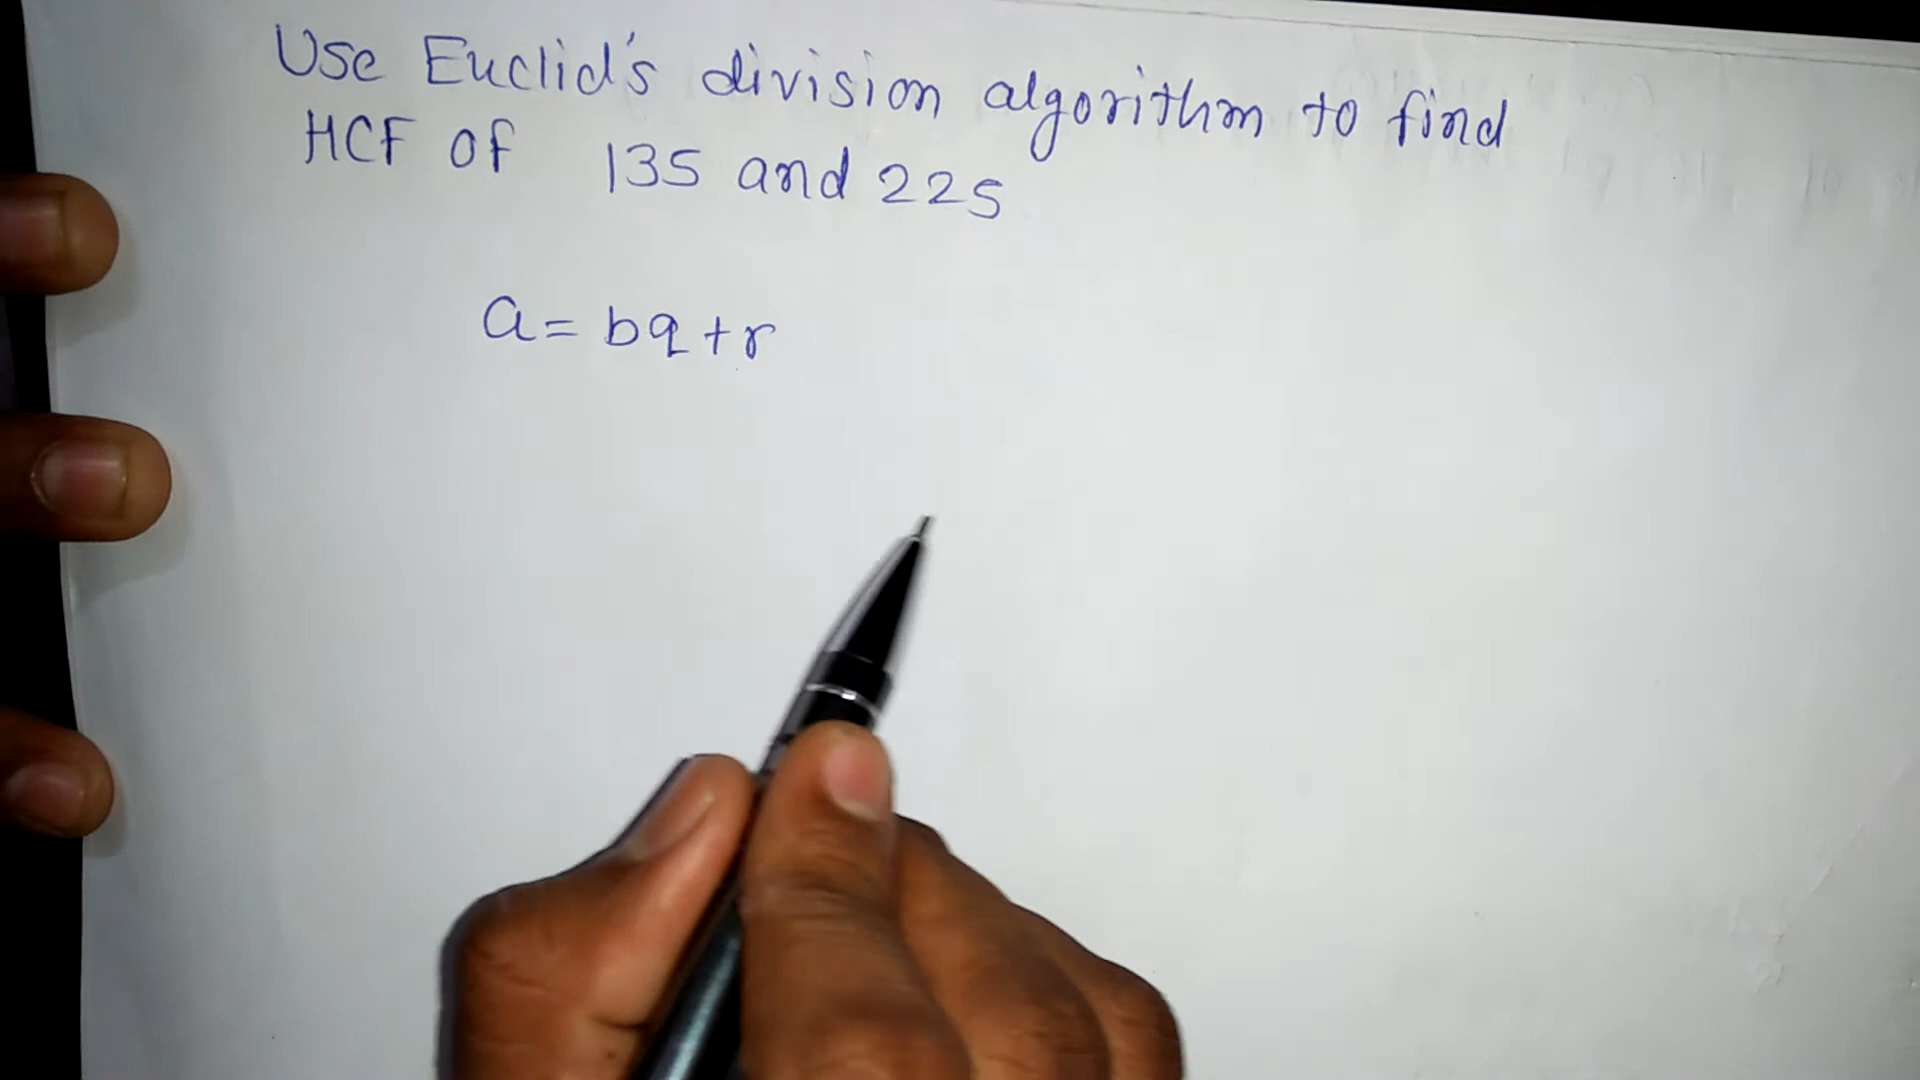 Use Euclid's division algorithm to find
HCF of 135 and 225
a = bq + r